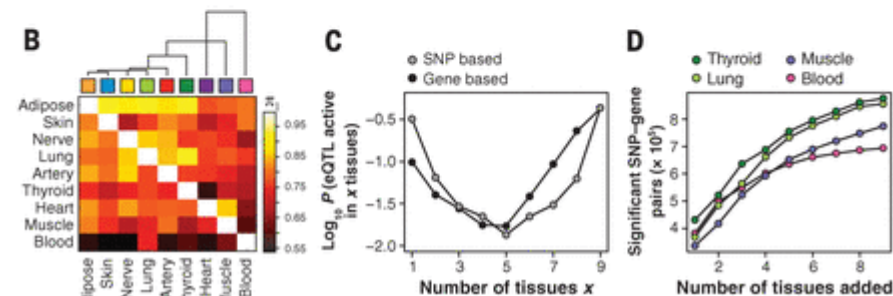 B
Adipose
Skin
Nerve
Lung
Artery
Thyroid
Heart
Muscle
Blood
dipose
Skin
Nerve
Lung
Artery
hyroid
Heart
uscle
Blood
0.95
0.85
0.75
0.65
0.55
C
SNP based
Gene based
Log10 P (eQTL active
in x tissues)
−0.5
−1.0
−1.5
−2.0
1 3 5 7 9
Number of tissues x
D
Thyroid Muscle
Lung Blood
Significant SNP–gene
pairs (× 10⁵)
8
7
6
5
4
2 4 6 8
Number of tissues added